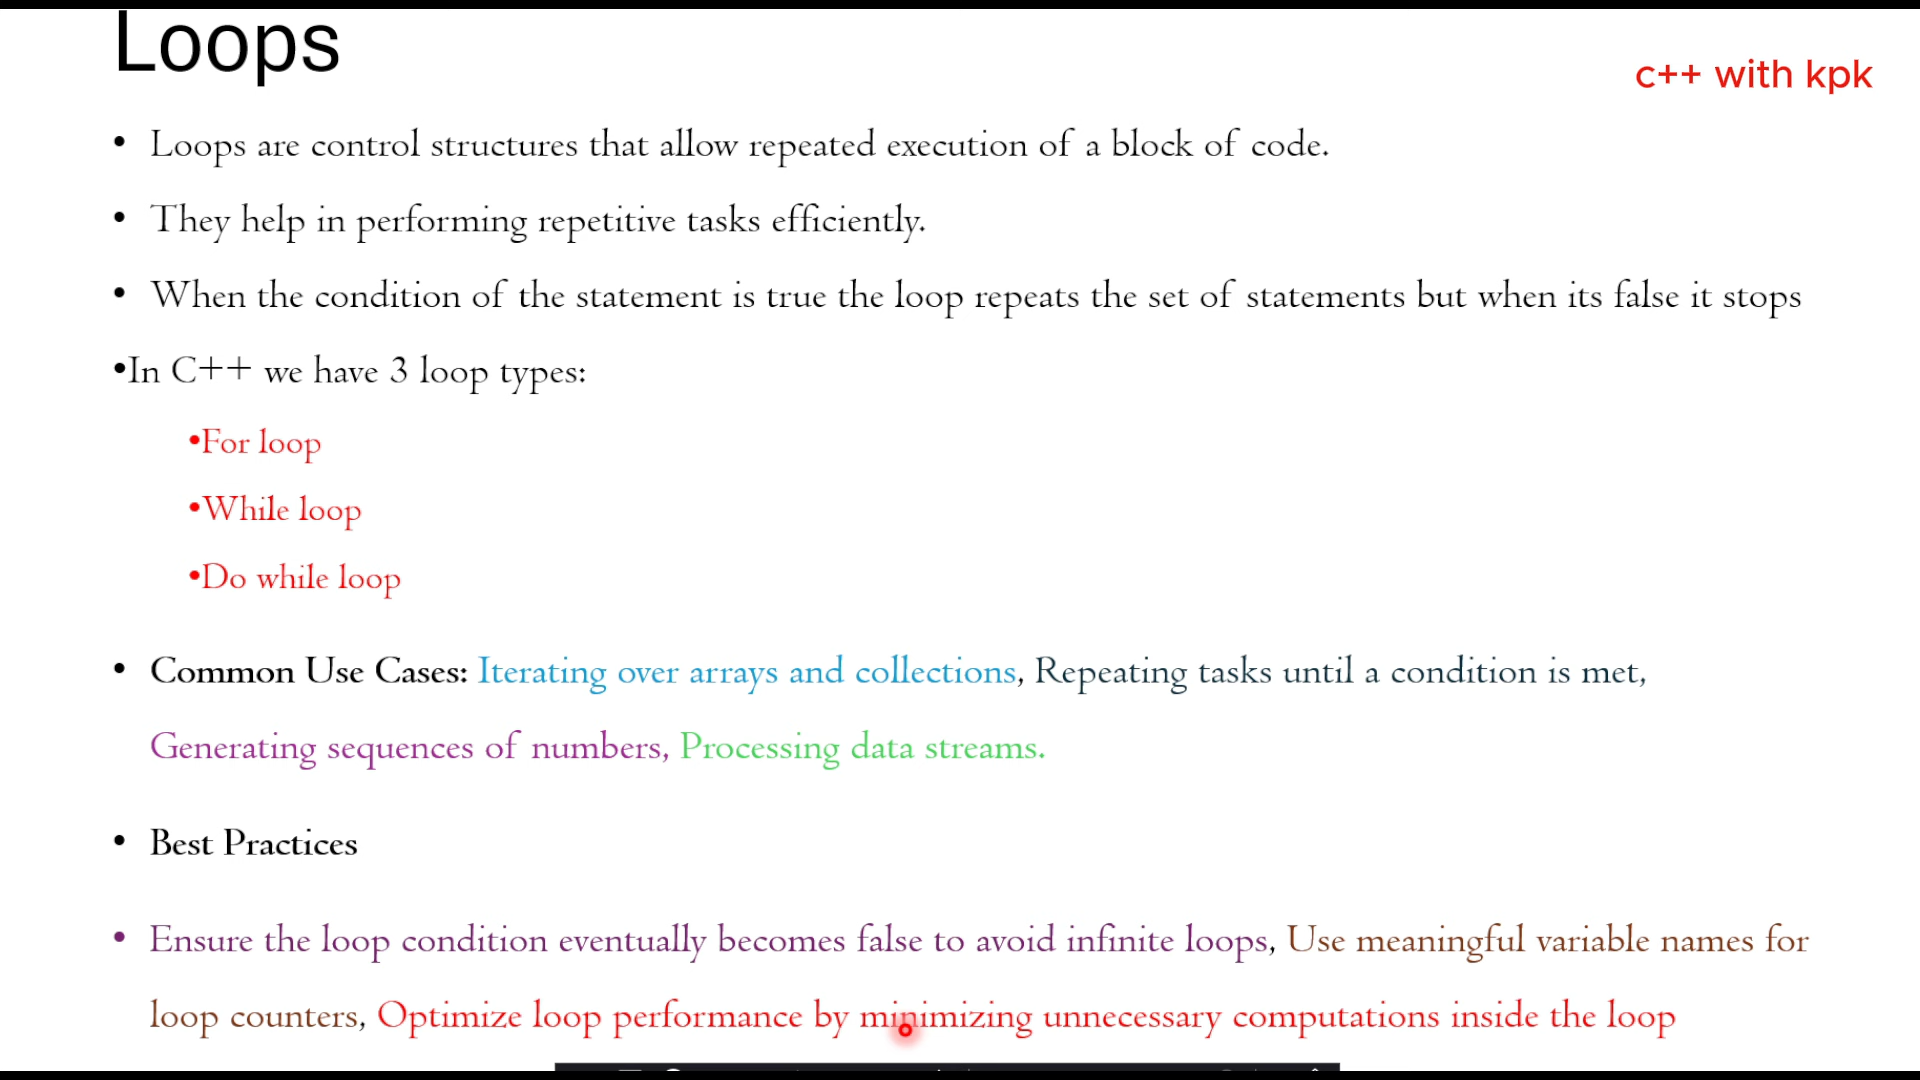 Loops
c++ with kpk
• Loops are control structures that allow repeated execution of a block of code.
• They help in performing repetitive tasks efficiently.
• When the condition of the statement is true the loop repeats the set of statements but when its false it stops
•In C++ we have 3 loop types:
•For loop
•While loop
•Do while loop
• Common Use Cases: Iterating over arrays and collections, Repeating tasks until a condition is met,
Generating sequences of numbers, Processing data streams.
• Best Practices
• Ensure the loop condition eventually becomes false to avoid infinite loops, Use meaningful variable names for
loop counters, Optimize loop performance by minimizing unnecessary computations inside the loop